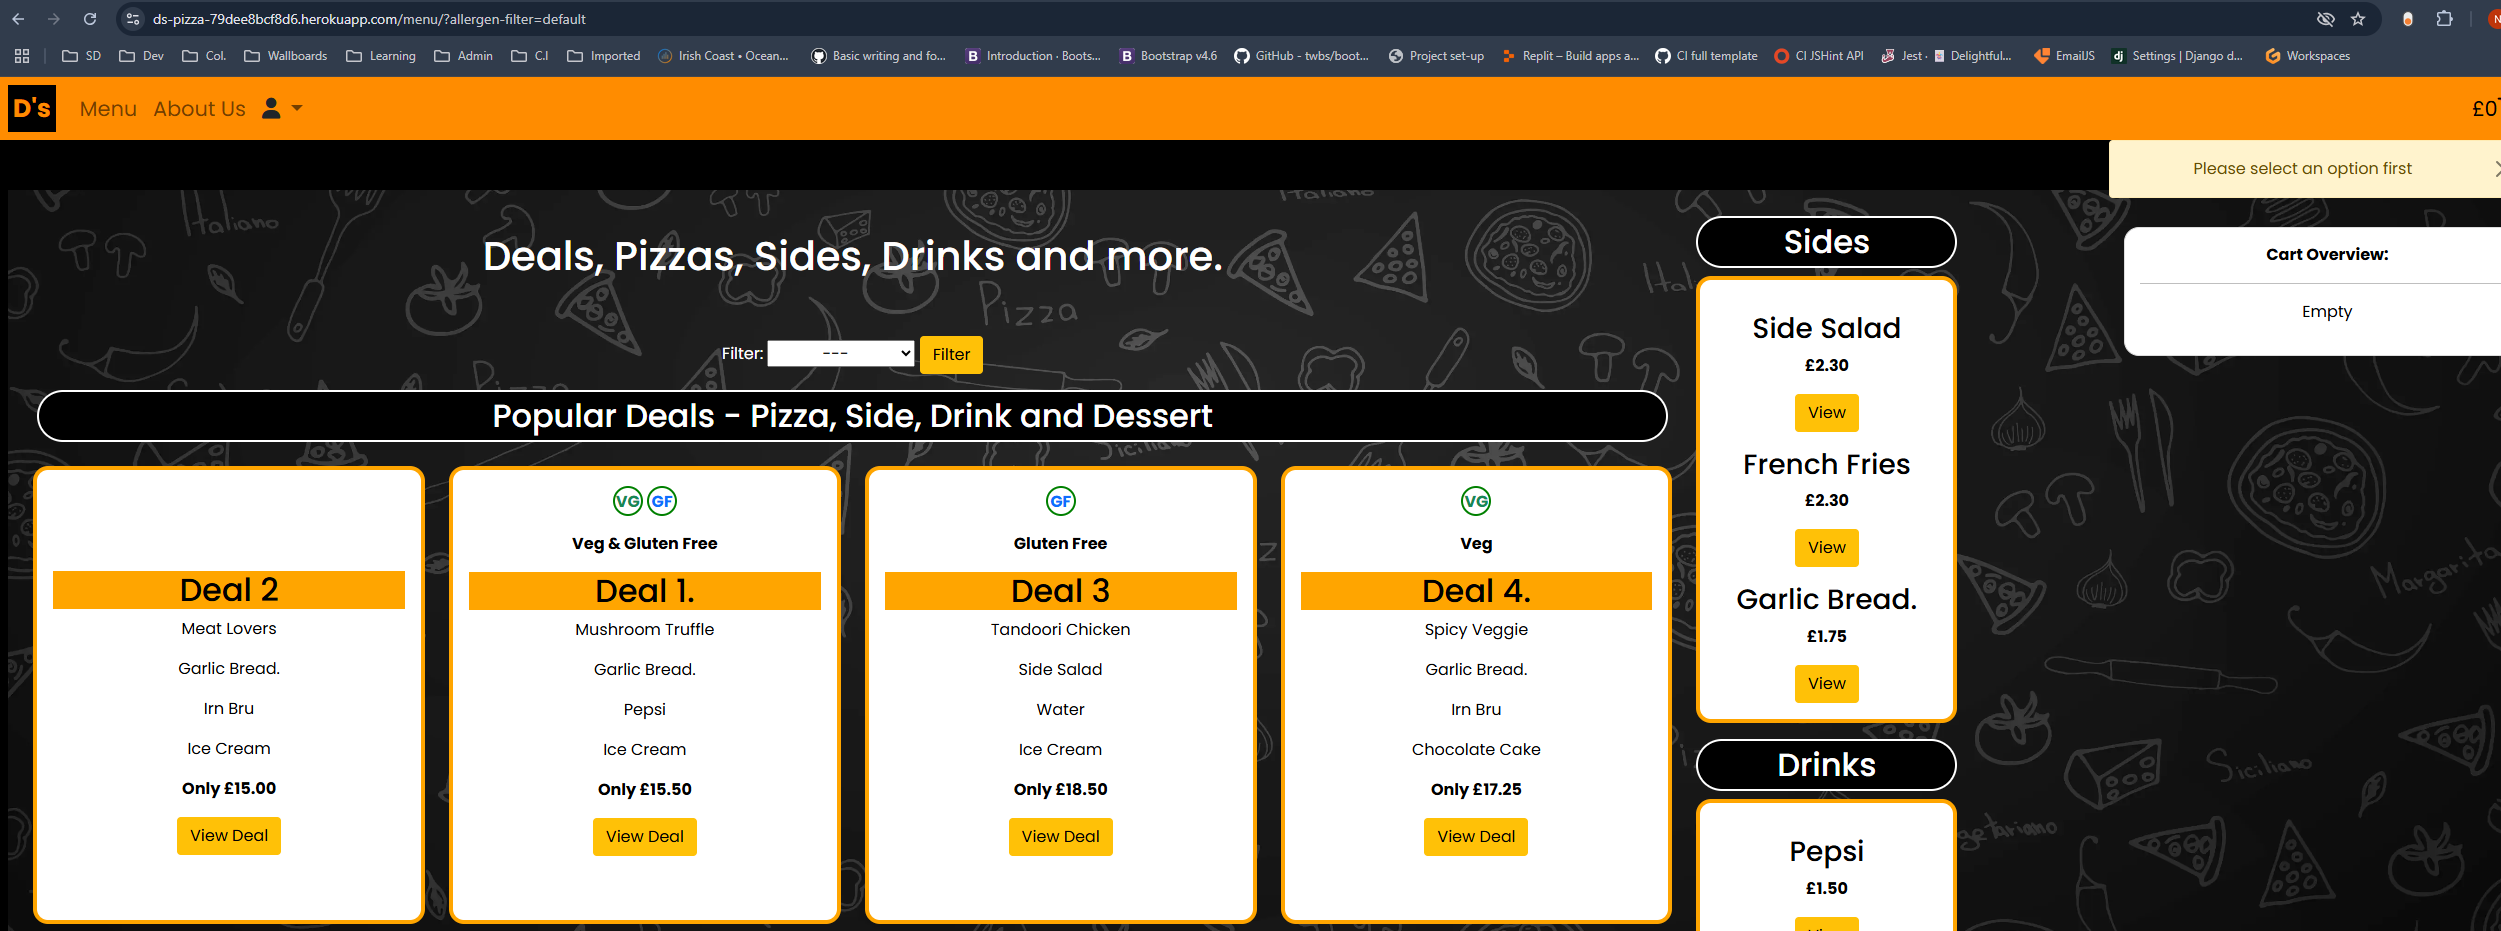 ds-pizza-79dee8bcf8d6.herokuapp.com/menu/?allergen-filter=default
SD Dev Col. Wallboards Learning Admin C.I Imported Irish Coast • Ocean... Basic writing and fo... Introduction · Boots... Bootstrap v4.6 GitHub - twbs/boot... Project set-up Replit – Build apps a... CI full template CI JSHint API Jest · Delightful... EmailJS Settings | Django d... Workspaces
D's Menu About Us £0
Please select an option first
Deals, Pizzas, Sides, Drinks and more.
Filter: --- Filter
Popular Deals - Pizza, Side, Drink and Dessert
Deal 2
Meat Lovers
Garlic Bread.
Irn Bru
Ice Cream
Only £15.00
View Deal
VG GF
Veg & Gluten Free
Deal 1.
Mushroom Truffle
Garlic Bread.
Pepsi
Ice Cream
Only £15.50
View Deal
GF
Gluten Free
Deal 3
Tandoori Chicken
Side Salad
Water
Ice Cream
Only £18.50
View Deal
VG
Veg
Deal 4.
Spicy Veggie
Garlic Bread.
Irn Bru
Chocolate Cake
Only £17.25
View Deal
Sides
Side Salad
£2.30
View
French Fries
£2.30
View
Garlic Bread.
£1.75
View
Drinks
Pepsi
£1.50
Cart Overview:
Empty
Italiano
Pizza
Siciliano
Margarita
Siciliano